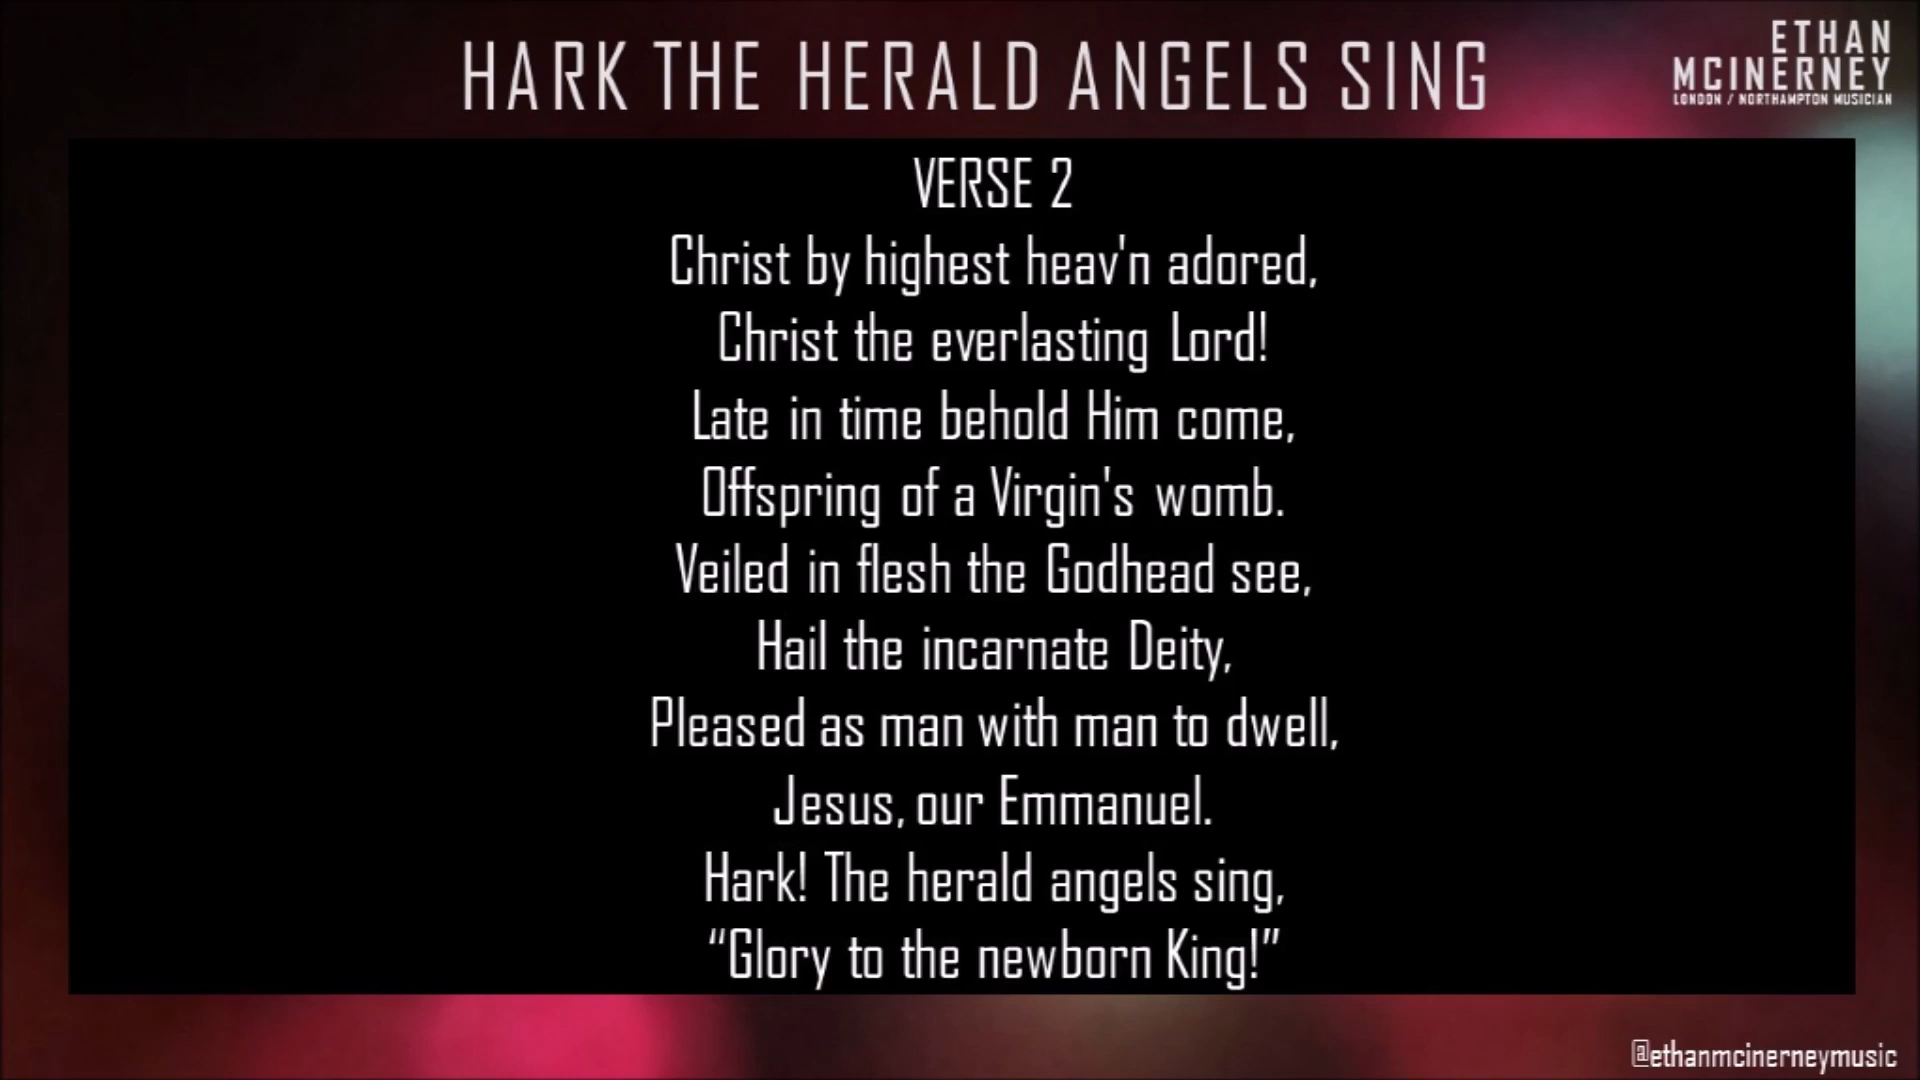 HARK THE HERALD ANGELS SING
ETHAN
MCINERNEY
LONDON / NORTHAMPTON MUSICIAN
VERSE 2
Christ by highest heav'n adored,
Christ the everlasting Lord!
Late in time behold Him come,
Offspring of a Virgin's womb.
Veiled in flesh the Godhead see,
Hail the incarnate Deity,
Pleased as man with man to dwell,
Jesus, our Emmanuel.
Hark! The herald angels sing,
“Glory to the newborn King!”
@ethanmcinerneymusic